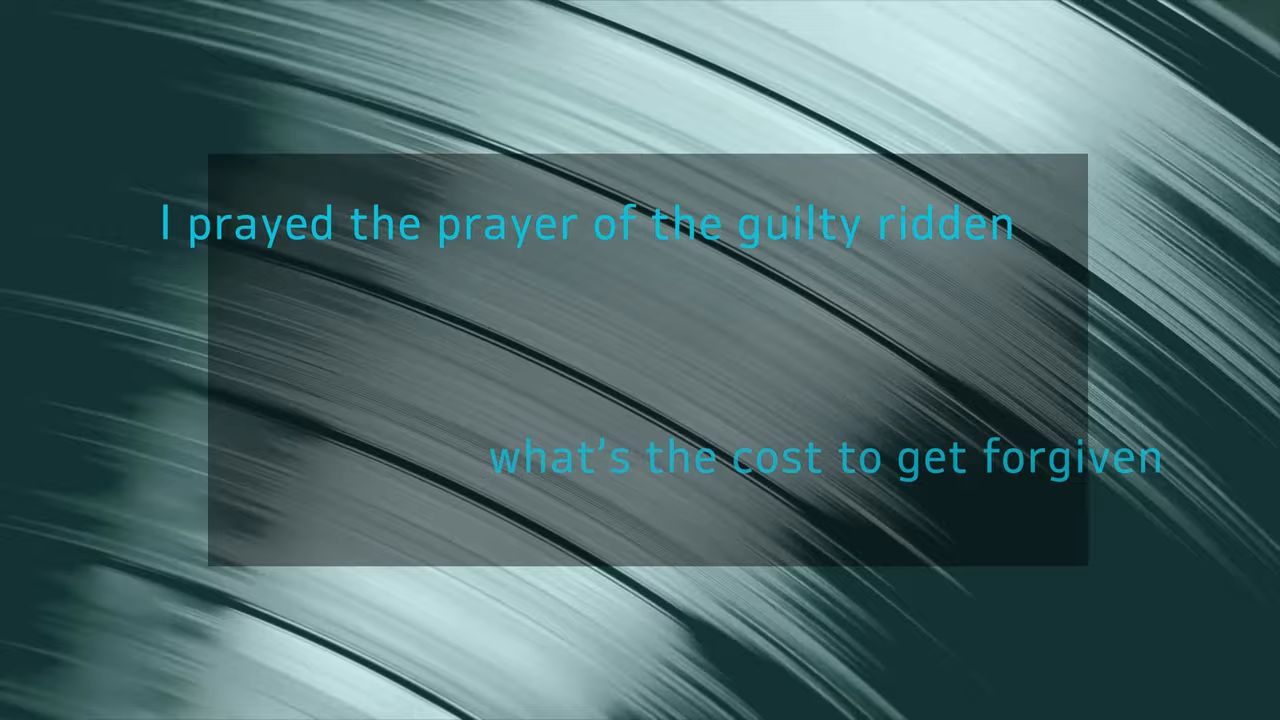 I prayed the prayer of the guilty ridden
what's the cost to get forgiven